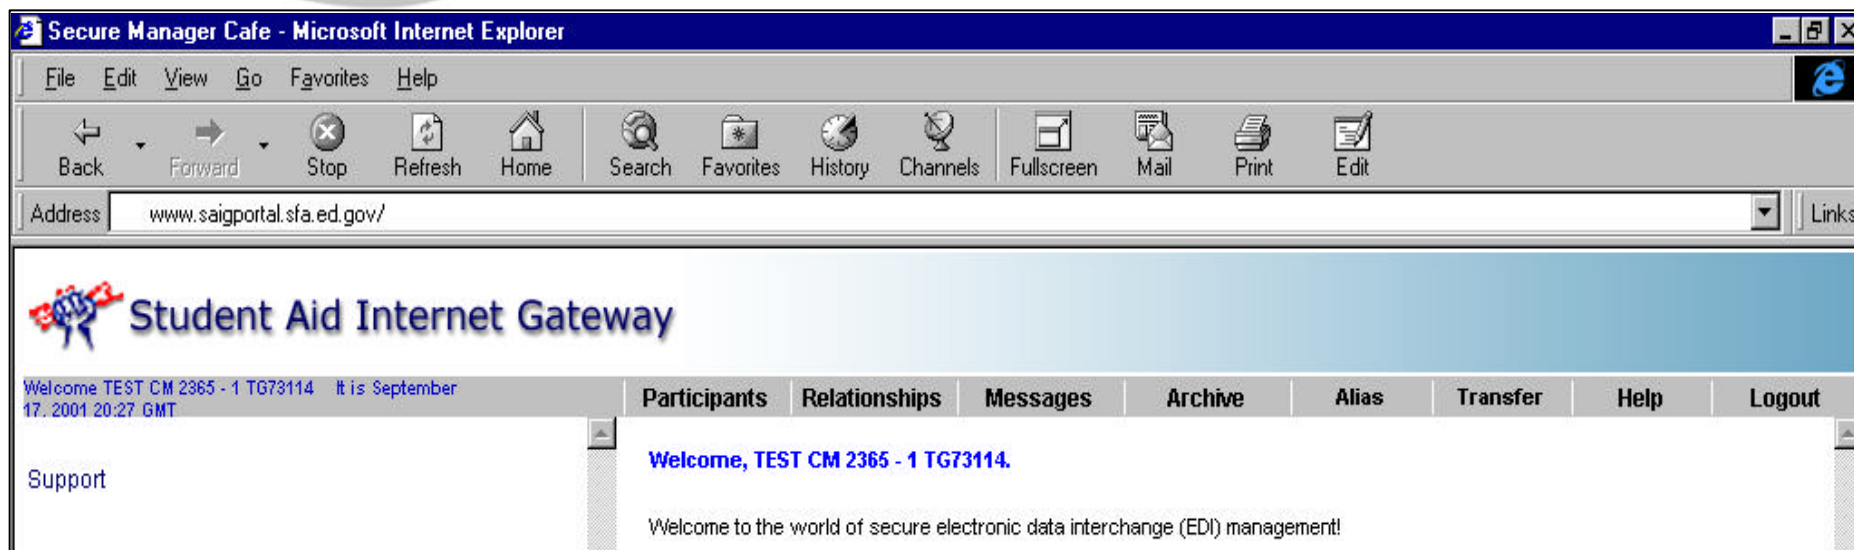 Secure Manager Cafe - Microsoft Internet Explorer
File Edit View Go Favorites Help
Back Forward Stop Refresh Home Search Favorites History Channels Fullscreen Mail Print Edit
Address www.saigportal.sfa.ed.gov/ Links
Student Aid Internet Gateway
Welcome TEST CM 2365 - 1 TG73114 It is September
17. 2001 20:27 GMT
Participants Relationships Messages Archive Alias Transfer Help Logout
Support
Welcome, TEST CM 2365 - 1 TG73114.
Welcome to the world of secure electronic data interchange (EDI) management!